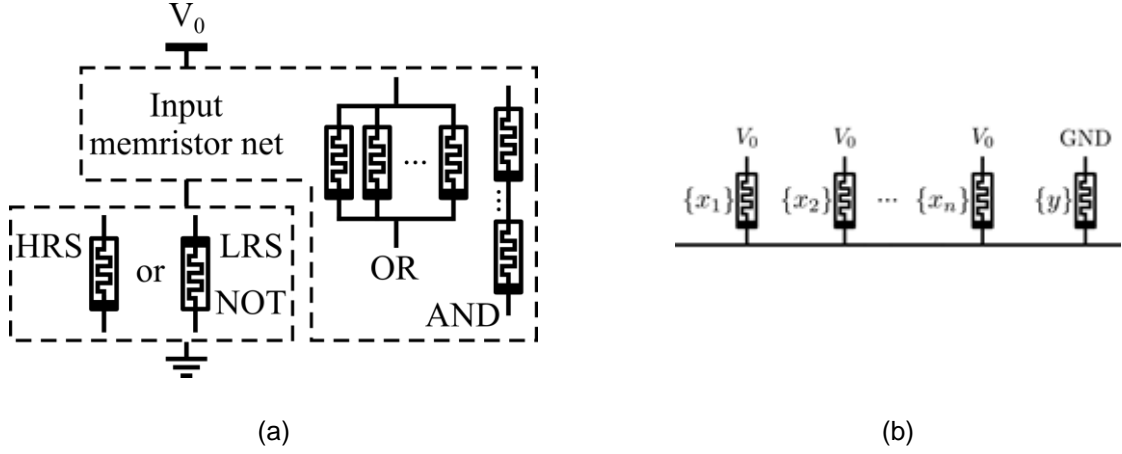 V₀
Input
memristor net
...
...
OR
AND
HRS
or
LRS
NOT
V₀ V₀ V₀ GND
{x₁} {x₂} ... {xₙ} {y}
(a) (b)